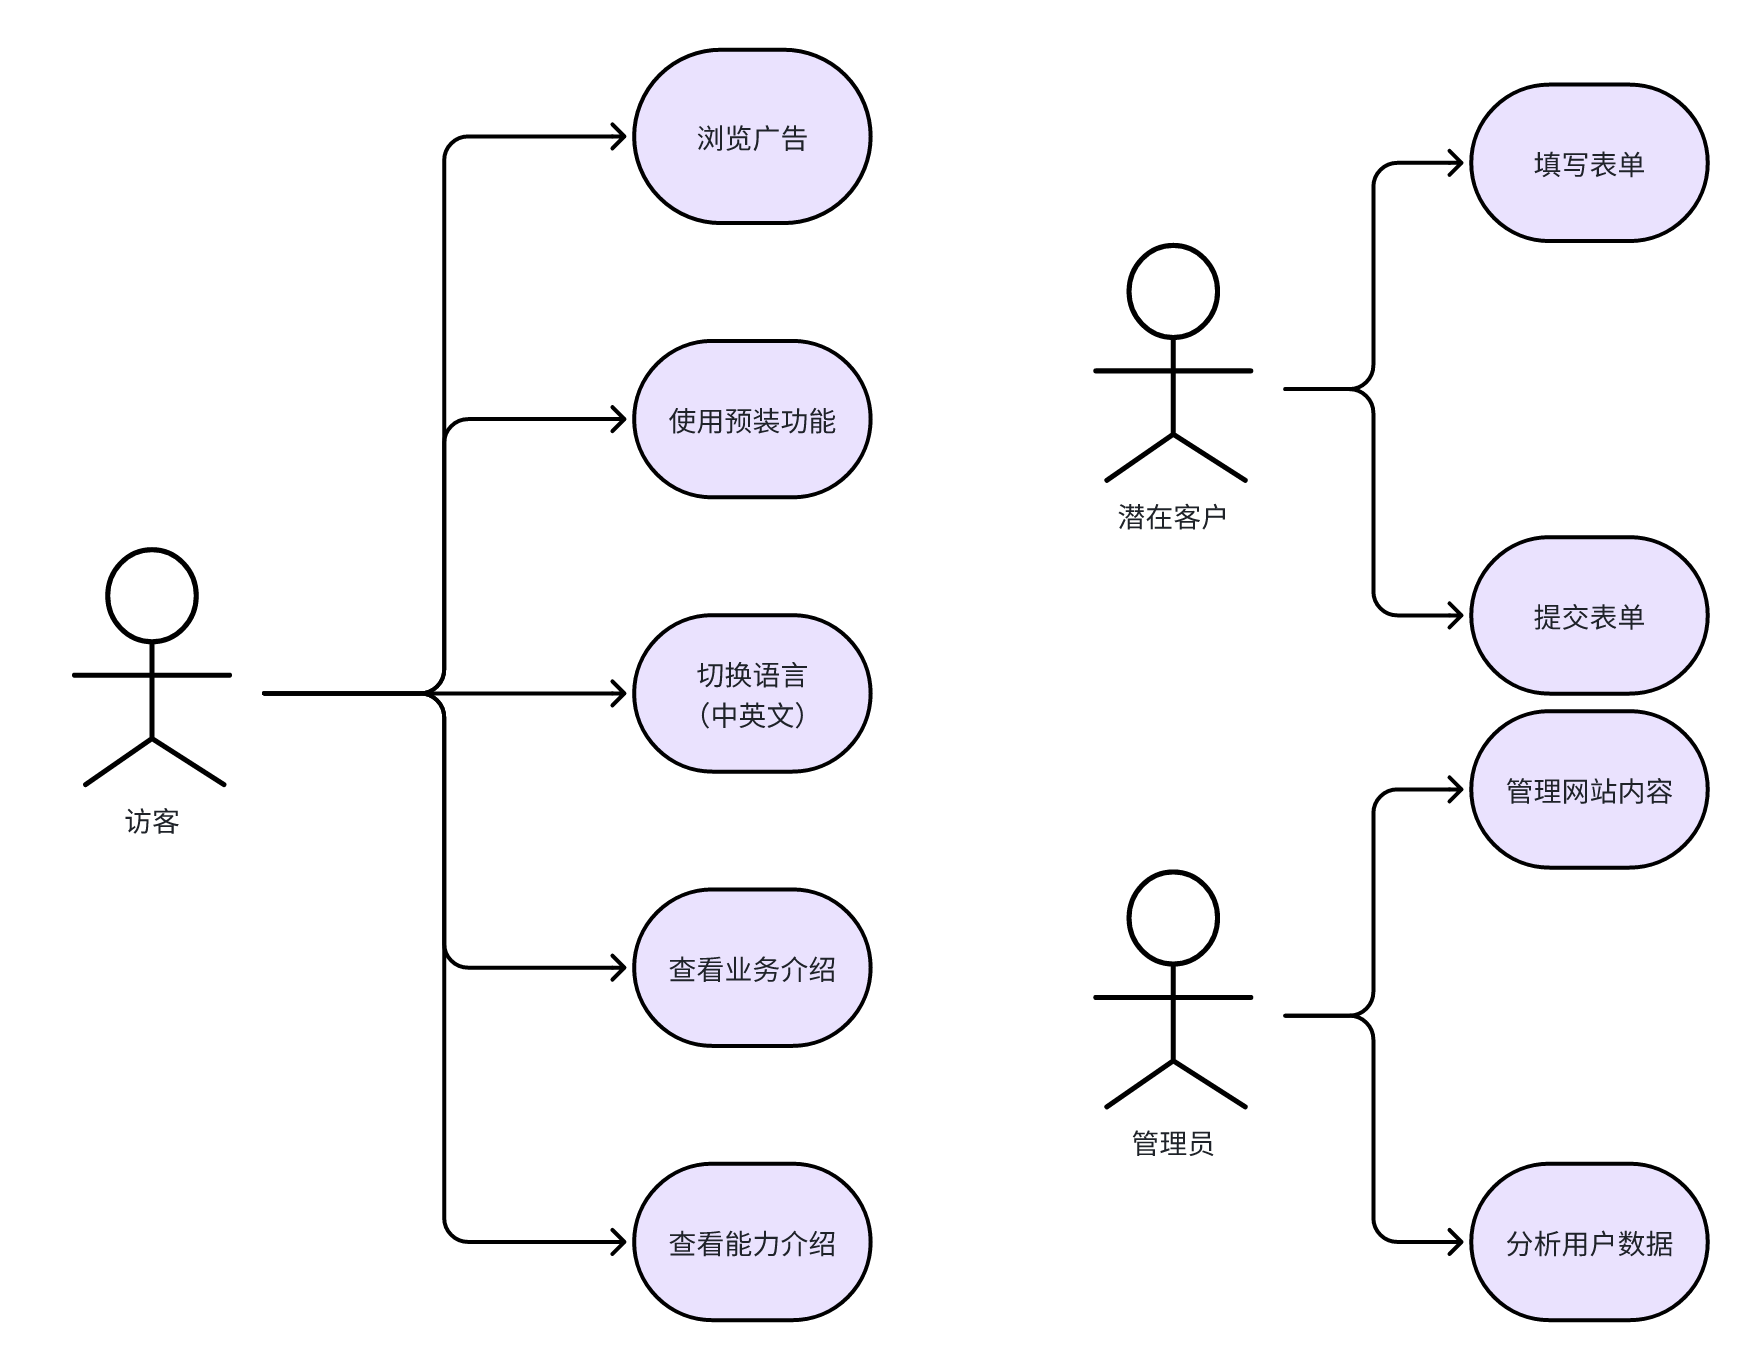 浏览广告
使用预装功能
切换语言
（中英文）
访客
查看业务介绍
查看能力介绍
填写表单
潜在客户
提交表单
管理网站内容
管理员
分析用户数据